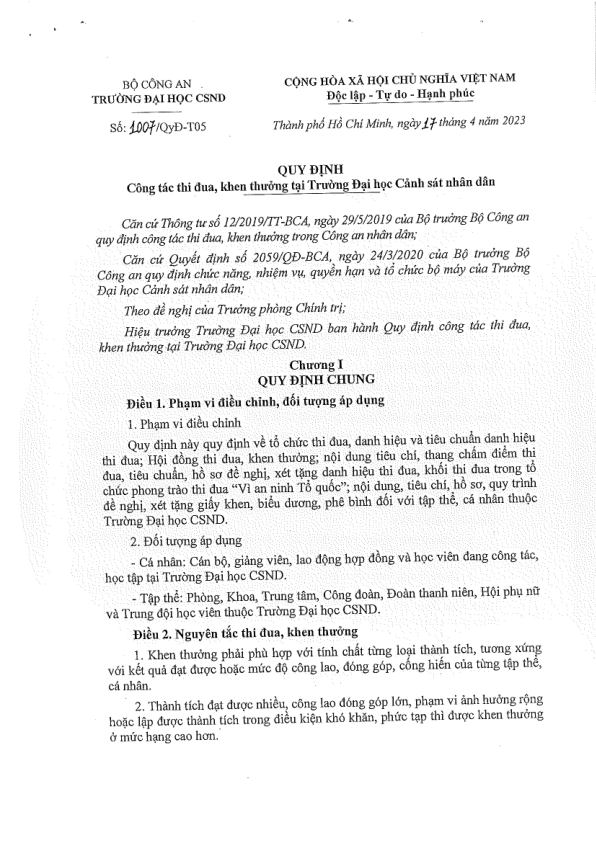 BỘ CÔNG AN
TRƯỜNG ĐẠI HỌC CSND
Số: 1007/QyĐ-T05
CỘNG HÒA XÃ HỘI CHỦ NGHĨA VIỆT NAM
Độc lập - Tự do - Hạnh phúc
Thành phố Hồ Chí Minh, ngày 17 tháng 4 năm 2023
QUY ĐỊNH
Công tác thi đua, khen thưởng tại Trường Đại học Cảnh sát nhân dân
Căn cứ Thông tư số 12/2019/TT-BCA, ngày 29/5/2019 của Bộ trưởng Bộ Công an
quy định công tác thi đua, khen thưởng trong Công an nhân dân;
Căn cứ Quyết định số 2059/QĐ-BCA, ngày 24/3/2020 của Bộ trưởng Bộ
Công an quy định chức năng, nhiệm vụ, quyền hạn và tổ chức bộ máy của Trường
Đại học Cảnh sát nhân dân;
Theo đề nghị của Trưởng phòng Chính trị;
Hiệu trưởng Trường Đại học CSND ban hành Quy định công tác thi đua,
khen thưởng tại Trường Đại học CSND.
Chương I
QUY ĐỊNH CHUNG
Điều 1. Phạm vi điều chỉnh, đối tượng áp dụng
1. Phạm vi điều chỉnh
Quy định này quy định về tổ chức thi đua, danh hiệu và tiêu chuẩn danh hiệu
thi đua; Hội đồng thi đua, khen thưởng; nội dung tiêu chí, thang chấm điểm thi
đua, tiêu chuẩn, hồ sơ đề nghị, xét tặng danh hiệu thi đua, khối thi đua trong tổ
chức phong trào thi đua “Vì an ninh Tổ quốc”; nội dung, tiêu chí, hồ sơ, quy trình
đề nghị, xét tặng giấy khen, biểu dương, phê bình đối với tập thể, cá nhân thuộc
Trường Đại học CSND.
2. Đối tượng áp dụng
- Cá nhân: Cán bộ, giảng viên, lao động hợp đồng và học viên đang công tác,
học tập tại Trường Đại học CSND.
- Tập thể: Phòng, Khoa, Trung tâm, Công đoàn, Đoàn thanh niên, Hội phụ nữ
và Trung đội học viên thuộc Trường Đại học CSND.
Điều 2. Nguyên tắc thi đua, khen thưởng
1. Khen thưởng phải phù hợp với tính chất từng loại thành tích, tương xứng
với kết quả đạt được hoặc mức độ công lao, đóng góp, cống hiến của từng tập thể,
cá nhân.
2. Thành tích đạt được nhiều, công lao đóng góp lớn, phạm vi ảnh hưởng rộng
hoặc lập được thành tích trong điều kiện khó khăn, phức tạp thì được khen thưởng
ở mức hạng cao hơn.